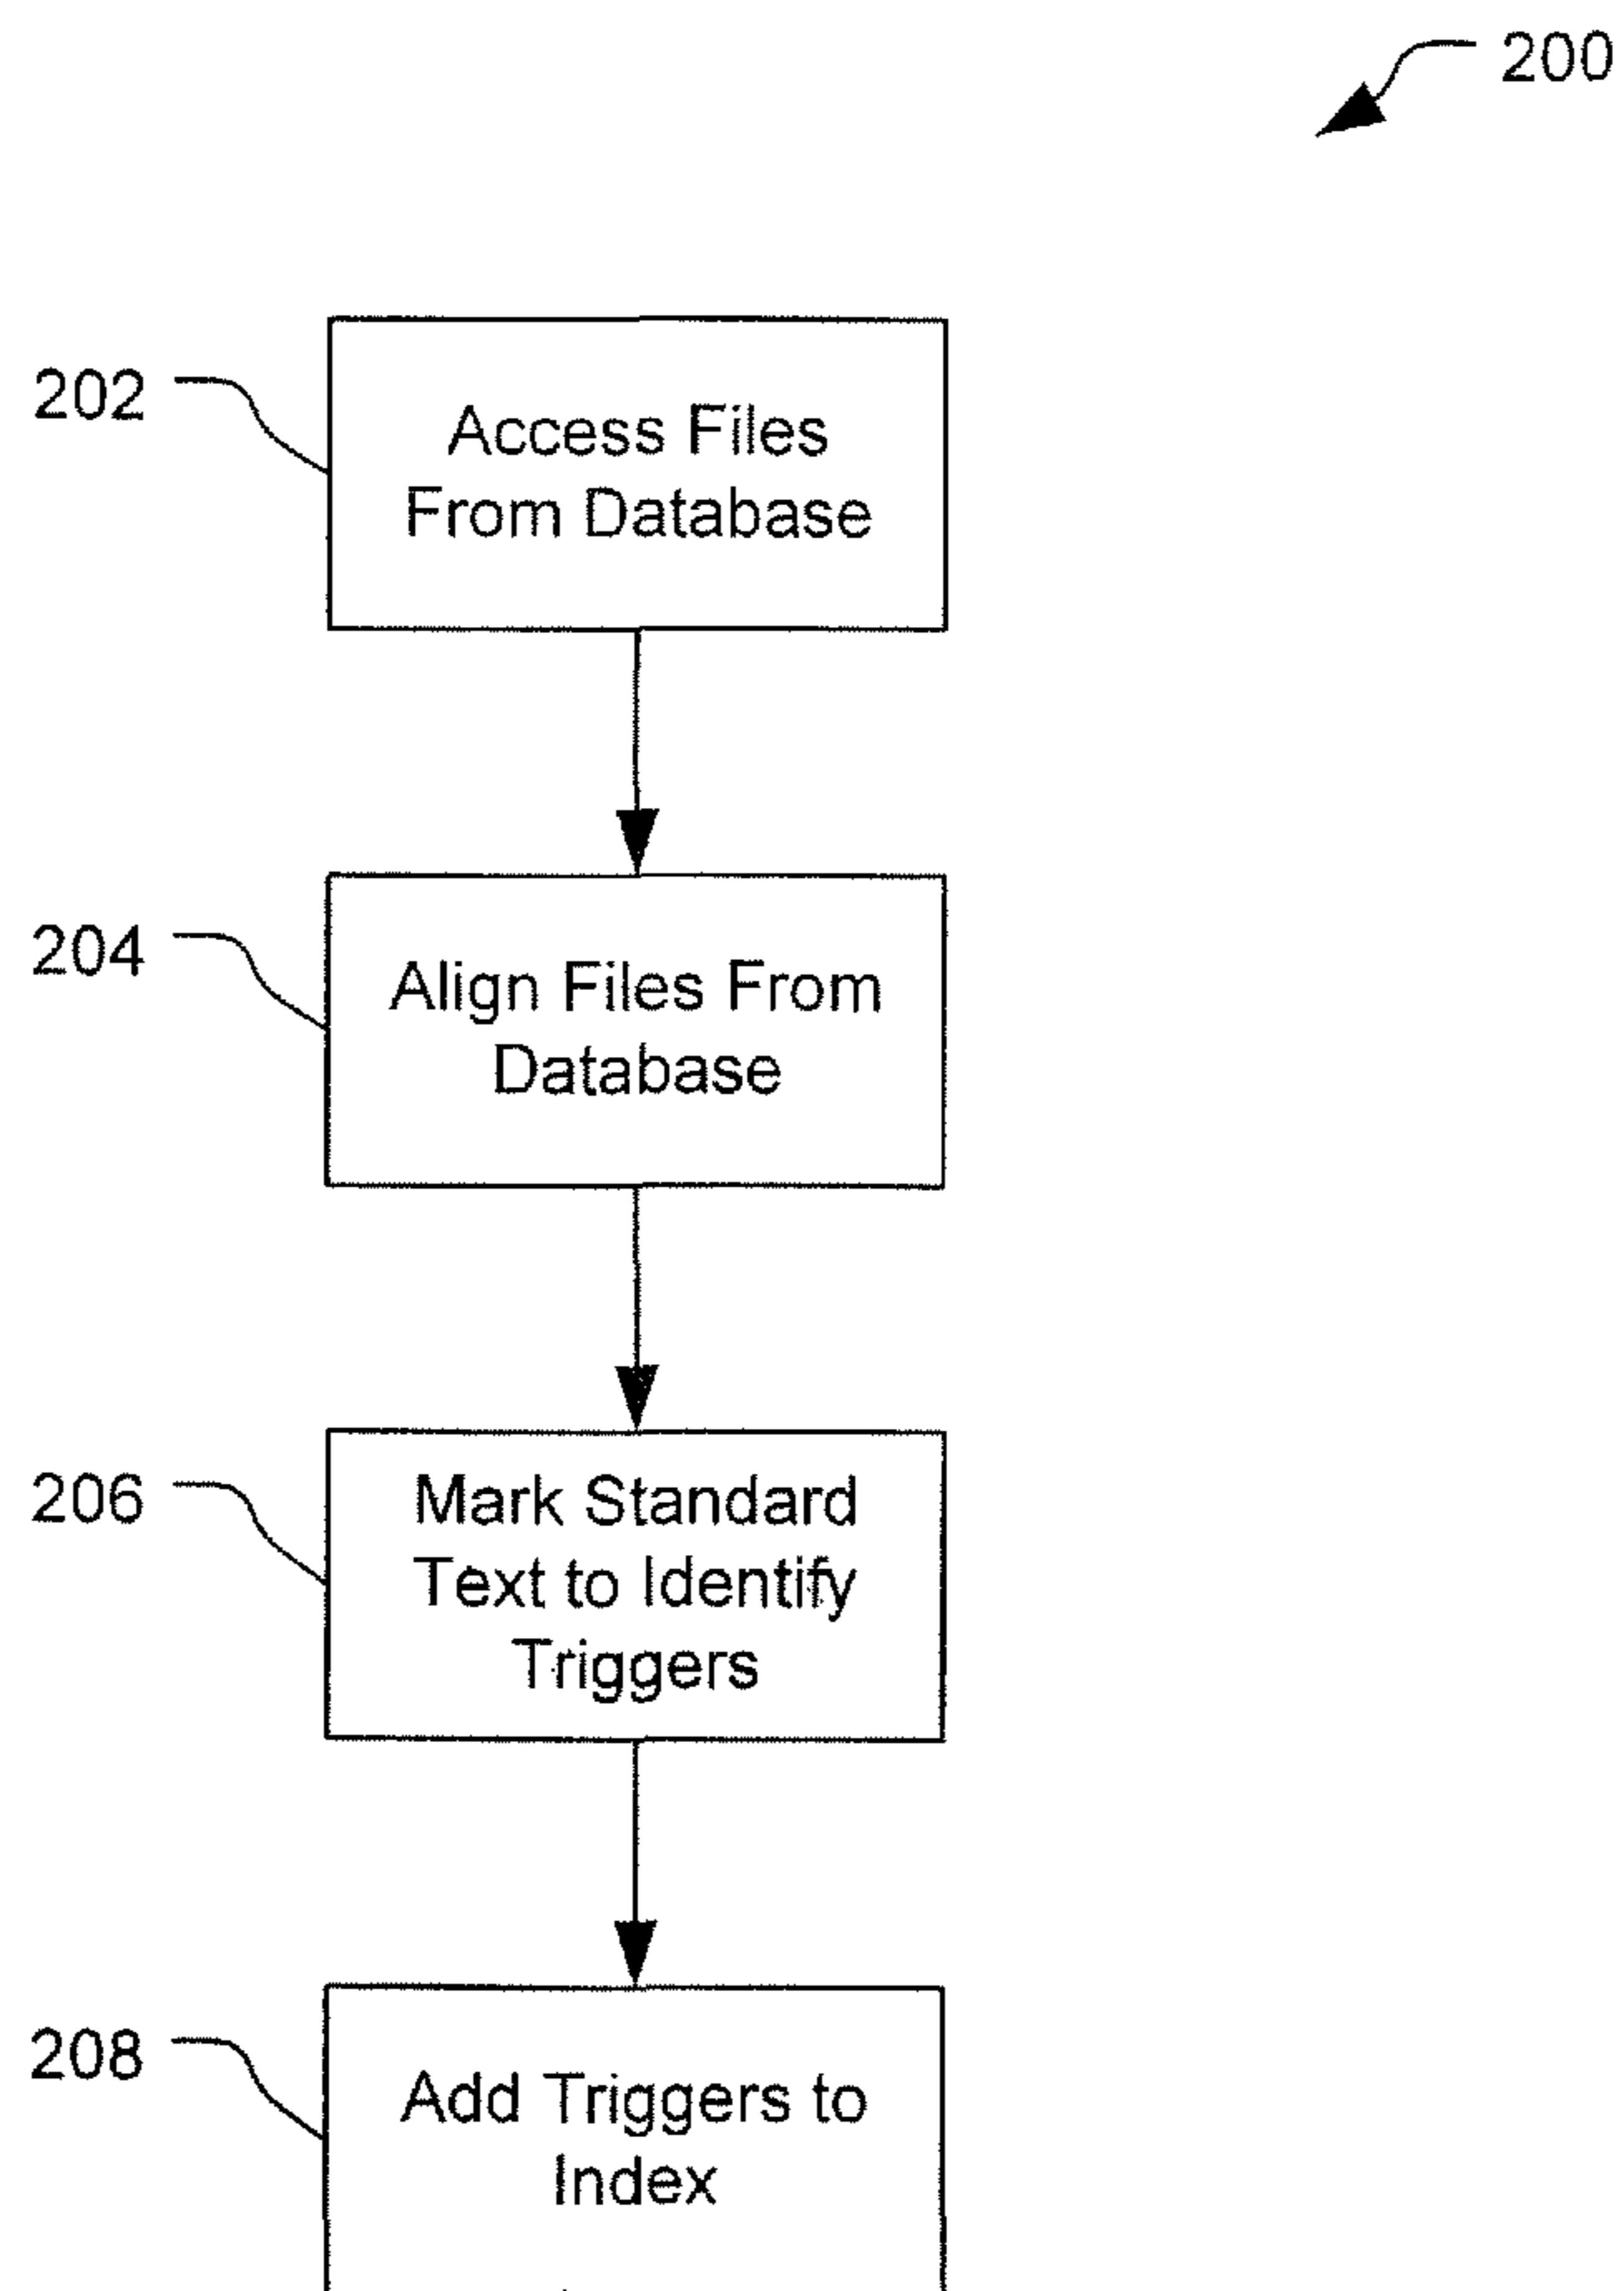 200
202
Access Files
From Database
204
Align Files From
Database
206
Mark Standard
Text to Identify
Triggers
208
Add Triggers to
Index